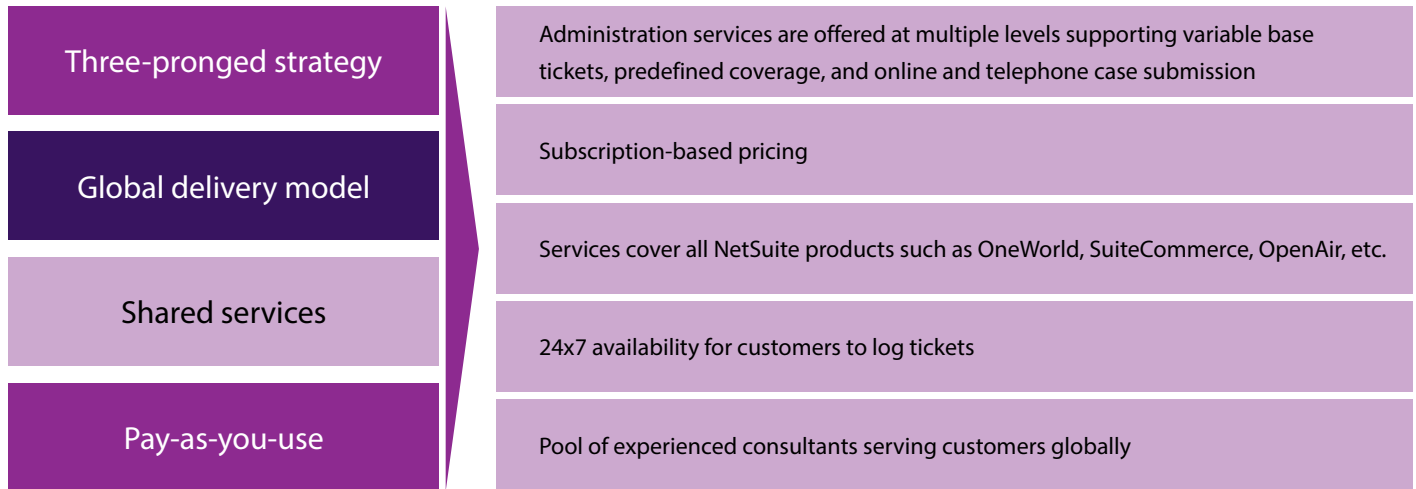 Three-pronged strategy
Global delivery model
Shared services
Pay-as-you-use
Administration services are offered at multiple levels supporting variable base
tickets, predefined coverage, and online and telephone case submission
Subscription-based pricing
Services cover all NetSuite products such as OneWorld, SuiteCommerce, OpenAir, etc.
24x7 availability for customers to log tickets
Pool of experienced consultants serving customers globally